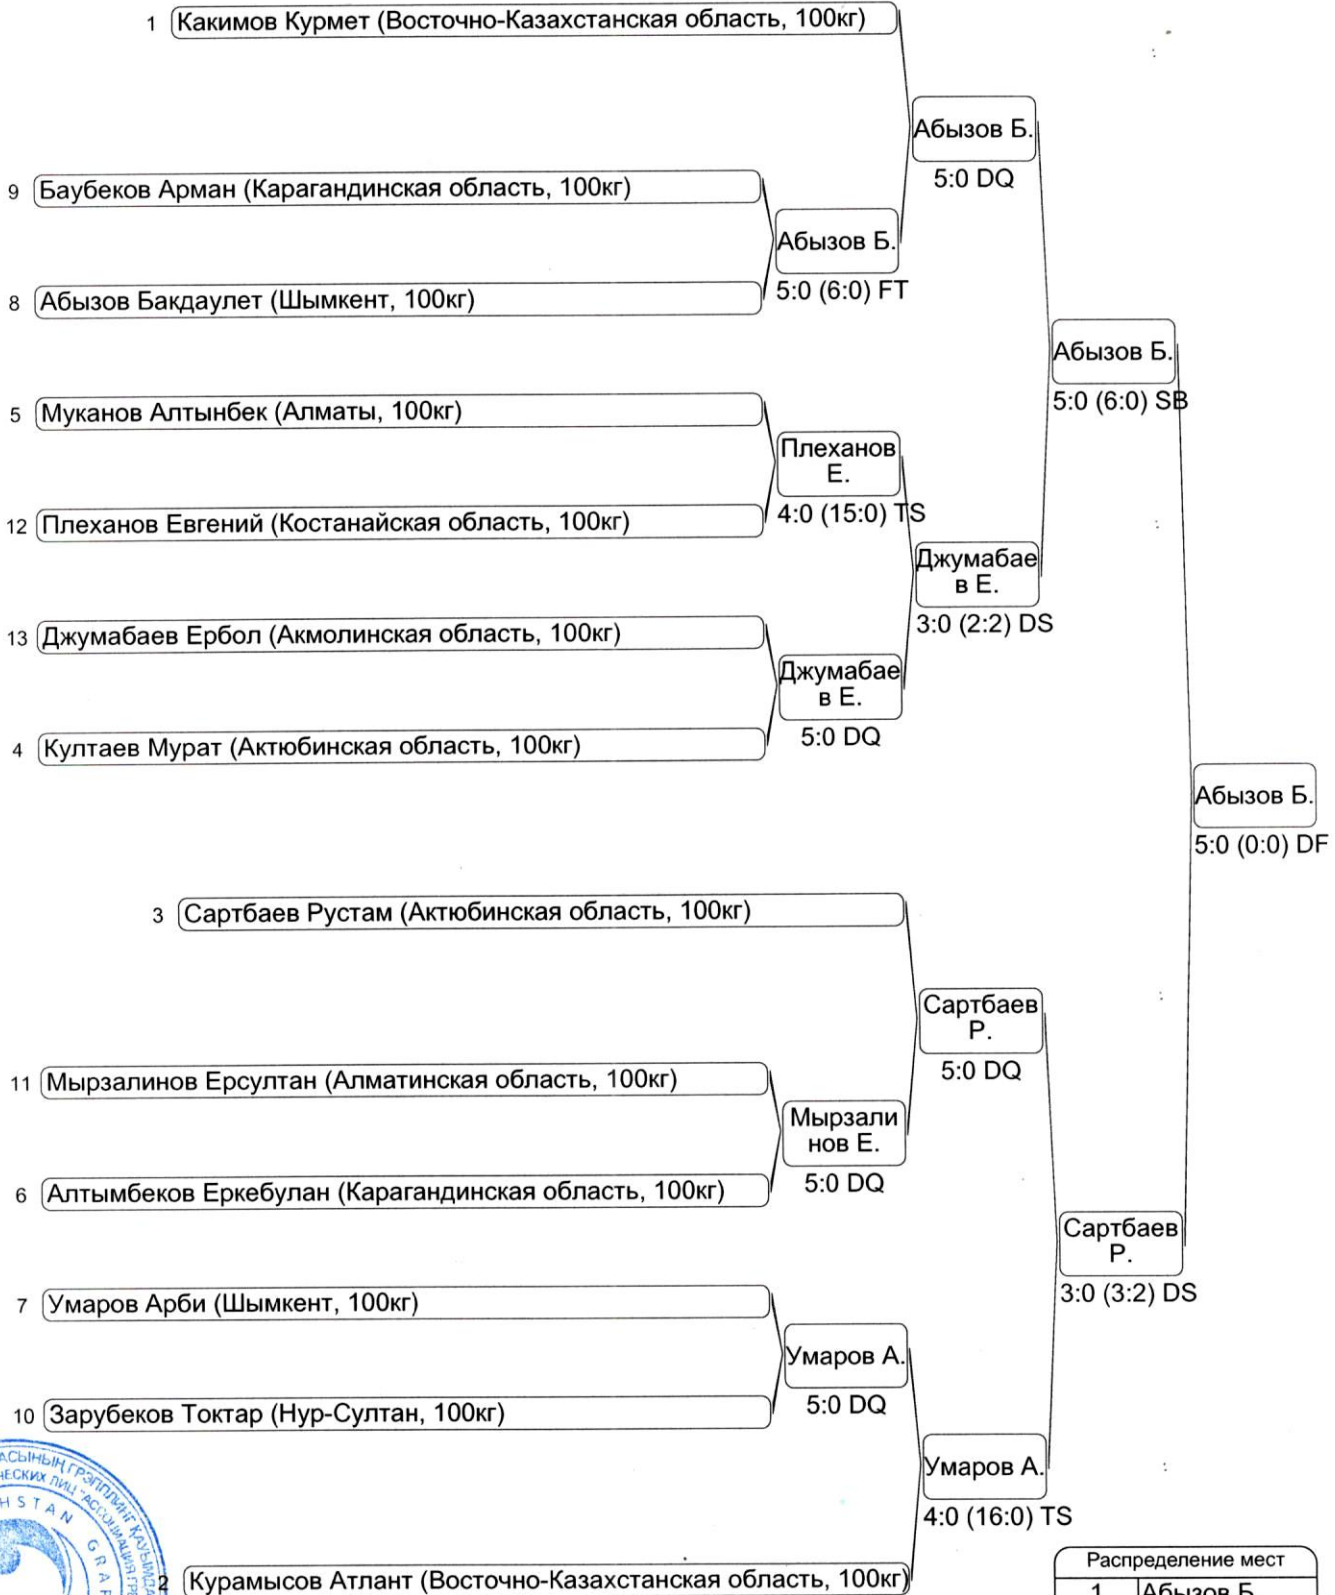 1 Какимов Курмет (Восточно-Казахстанская область, 100кг)
Абызов Б.
5:0 DQ
9 Баубеков Арман (Карагандинская область, 100кг)
Абызов Б.
5:0 (6:0) FT
8 Абызов Бакдаулет (Шымкент, 100кг)
Абызов Б.
5:0 (6:0) SB
5 Муканов Алтынбек (Алматы, 100кг)
Плеханов
Е.
4:0 (15:0) TS
12 Плеханов Евгений (Костанайская область, 100кг)
Джумабае
в Е.
3:0 (2:2) DS
13 Джумабаев Ербол (Акмолинская область, 100кг)
Джумабае
в Е.
5:0 DQ
4 Култаев Мурат (Актюбинская область, 100кг)
Абызов Б.
5:0 (0:0) DF
3 Сартбаев Рустам (Актюбинская область, 100кг)
Сартбаев
Р.
5:0 DQ
11 Мырзалинов Ерсултан (Алматинская область, 100кг)
Мырзали
нов Е.
5:0 DQ
6 Алтымбеков Еркебулан (Карагандинская область, 100кг)
Сартбаев
Р.
3:0 (3:2) DS
7 Умаров Арби (Шымкент, 100кг)
Умаров А.
5:0 DQ
10 Зарубеков Токтар (Нур-Султан, 100кг)
Умаров А.
4:0 (16:0) TS
2 Курамысов Атлант (Восточно-Казахстанская область, 100кг)
Распределение мест
1 Абызов Б.